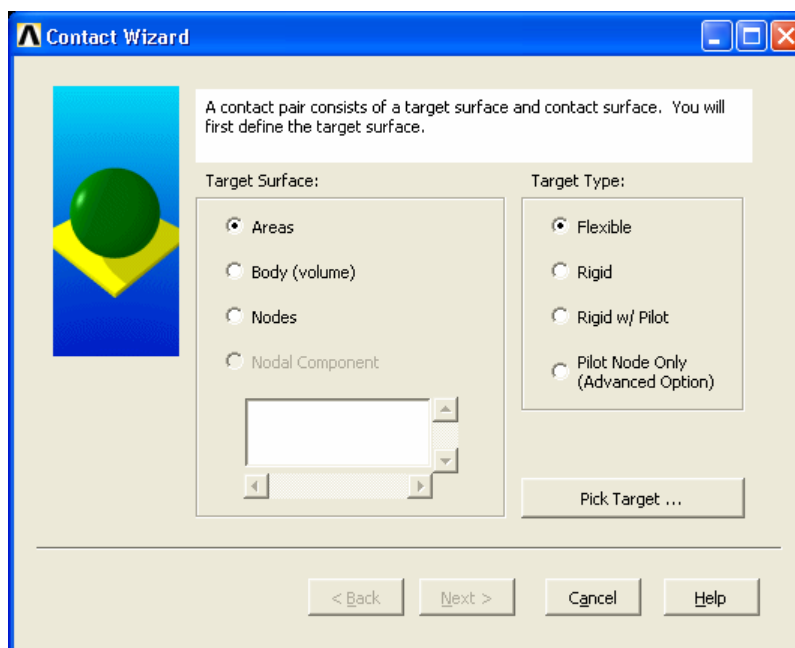 Contact Wizard
A contact pair consists of a target surface and contact surface. You will
first define the target surface.
Target Surface:
Areas
Body (volume)
Nodes
Nodal Component
Target Type:
Flexible
Rigid
Rigid w/ Pilot
Pilot Node Only
(Advanced Option)
Pick Target ...
< Back
Next >
Cancel
Help